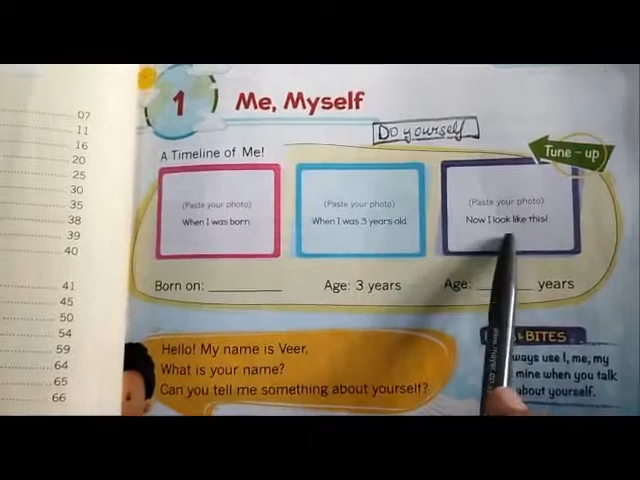 07
11
16
20
25
30
35
38
39
40
41
45
50
54
59
64
65
66
1 Me, Myself
Do yourself
A Timeline of Me!
Tune-up
(Paste your photo)
When I was born
(Paste your photo)
When I was 3 years old
(Paste your photo)
Now I look like this!
Born on:
Age: 3 years
Age: years
Hello! My name is Veer.
What is your name?
Can you tell me something about yourself?
& BITES
I, me, my
mine when you talk
about yourself.